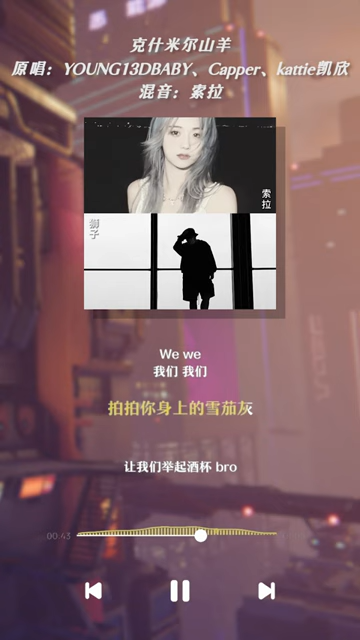 克什米尔山羊
原唱：YOUNG13DBABY、Capper、kattie凯欣
混音：索拉
索拉
狮子
We we
我们 我们
拍拍你身上的雪茄灰
让我们举起酒杯 bro
00:43